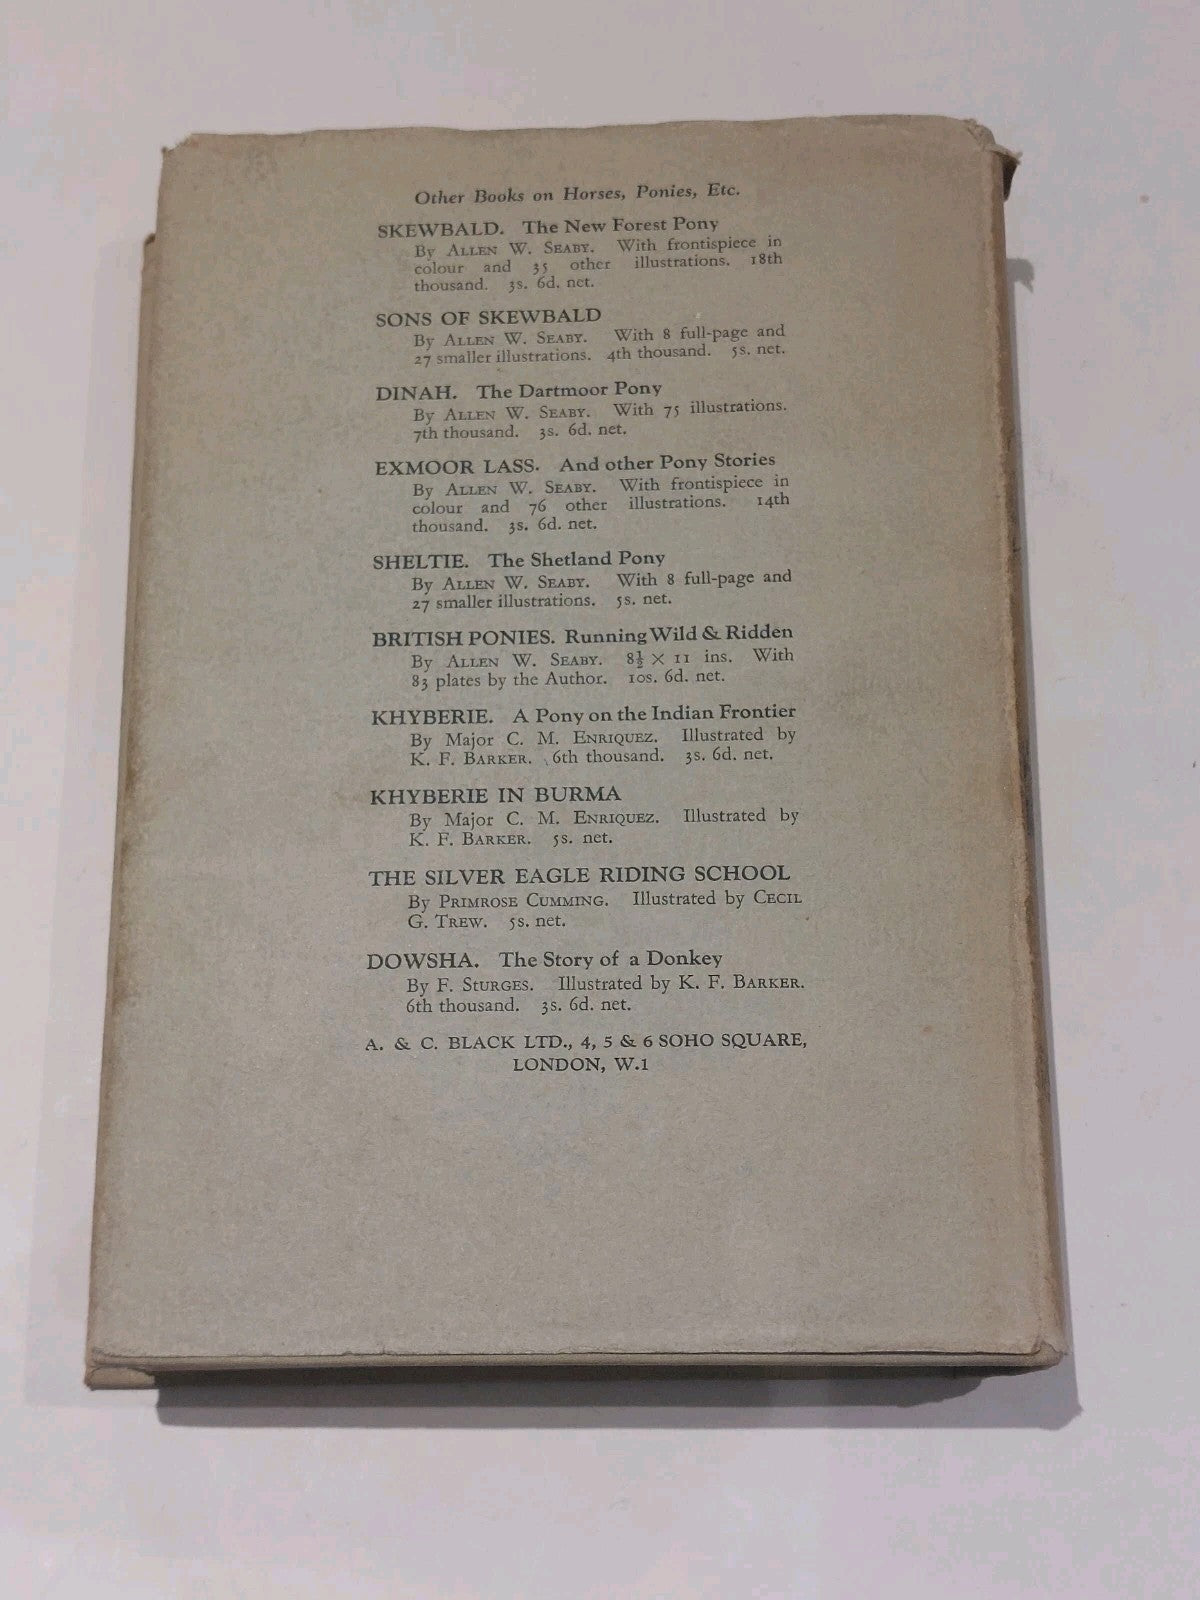 Other Books on Horses, Ponies, Etc.
SKEWBALD. The New Forest Pony
By ALLEN W. SEABY. With frontispiece in
colour and 35 other illustrations. 18th
thousand. 3s. 6d. net.
SONS OF SKEWBALD
By ALLEN W. SEABY. With 8 full-page and
27 smaller illustrations. 4th thousand. 5s. net.
DINAH. The Dartmoor Pony
By ALLEN W. SEABY. With 75 illustrations.
7th thousand. 3s. 6d. net.
EXMOOR LASS. And other Pony Stories
By ALLEN W. SEABY. With frontispiece in
colour and 76 other illustrations. 14th
thousand. 3s. 6d. net.
SHELTIE. The Shetland Pony
By ALLEN W. SEABY. With 8 full-page and
27 smaller illustrations. 5s. net.
BRITISH PONIES. Running Wild & Ridden
By ALLEN W. SEABY. 8½ × 11 ins. With
83 plates by the Author. 10s. 6d. net.
KHYBERIE. A Pony on the Indian Frontier
By Major C. M. ENRIQUEZ. Illustrated by
K. F. BARKER. 6th thousand. 3s. 6d. net.
KHYBERIE IN BURMA
By Major C. M. ENRIQUEZ. Illustrated by
K. F. BARKER. 5s. net.
THE SILVER EAGLE RIDING SCHOOL
By PRIMROSE CUMMING. Illustrated by CECIL
G. TREW. 5s. net.
DOWSHA. The Story of a Donkey
By F. STURGES. Illustrated by K. F. BARKER.
6th thousand. 3s. 6d. net.
A. & C. BLACK LTD., 4, 5 & 6 SOHO SQUARE,
LONDON, W.1